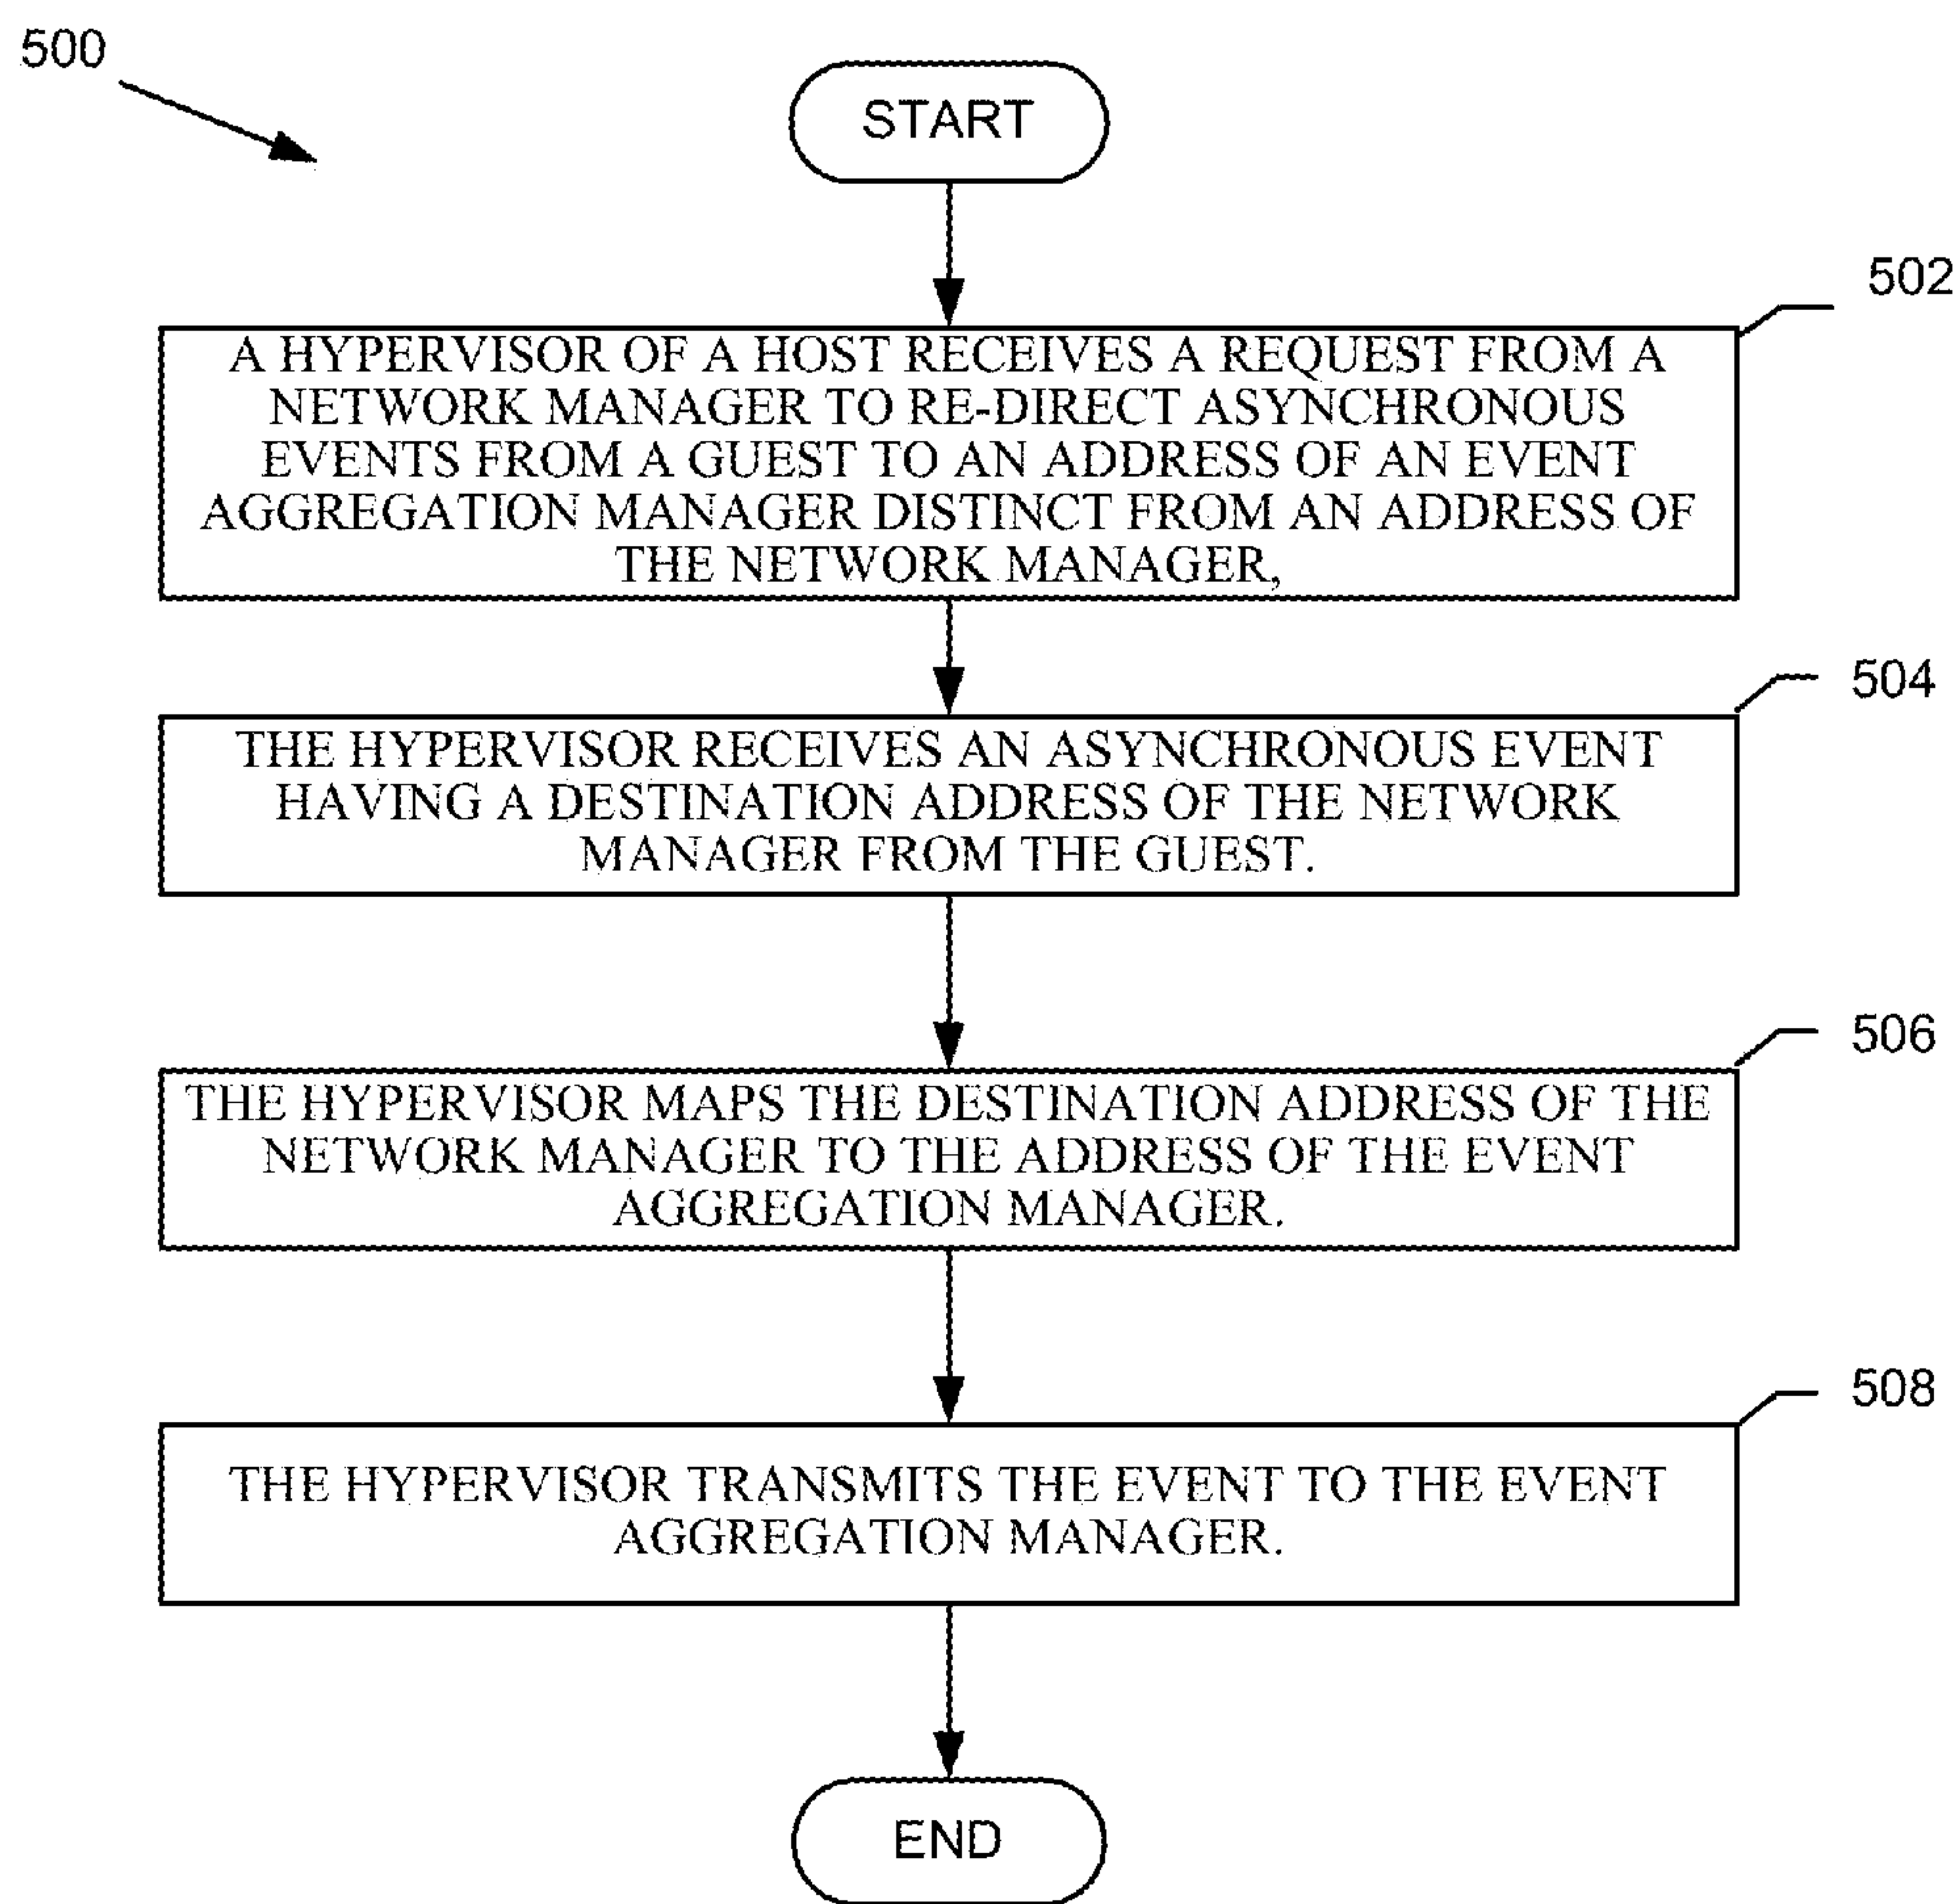 500
START
502
A HYPERVISOR OF A HOST RECEIVES A REQUEST FROM A
NETWORK MANAGER TO RE-DIRECT ASYNCHRONOUS
EVENTS FROM A GUEST TO AN ADDRESS OF AN EVENT
AGGREGATION MANAGER DISTINCT FROM AN ADDRESS OF
THE NETWORK MANAGER,
504
THE HYPERVISOR RECEIVES AN ASYNCHRONOUS EVENT
HAVING A DESTINATION ADDRESS OF THE NETWORK
MANAGER FROM THE GUEST.
506
THE HYPERVISOR MAPS THE DESTINATION ADDRESS OF THE
NETWORK MANAGER TO THE ADDRESS OF THE EVENT
AGGREGATION MANAGER.
508
THE HYPERVISOR TRANSMITS THE EVENT TO THE EVENT
AGGREGATION MANAGER.
END